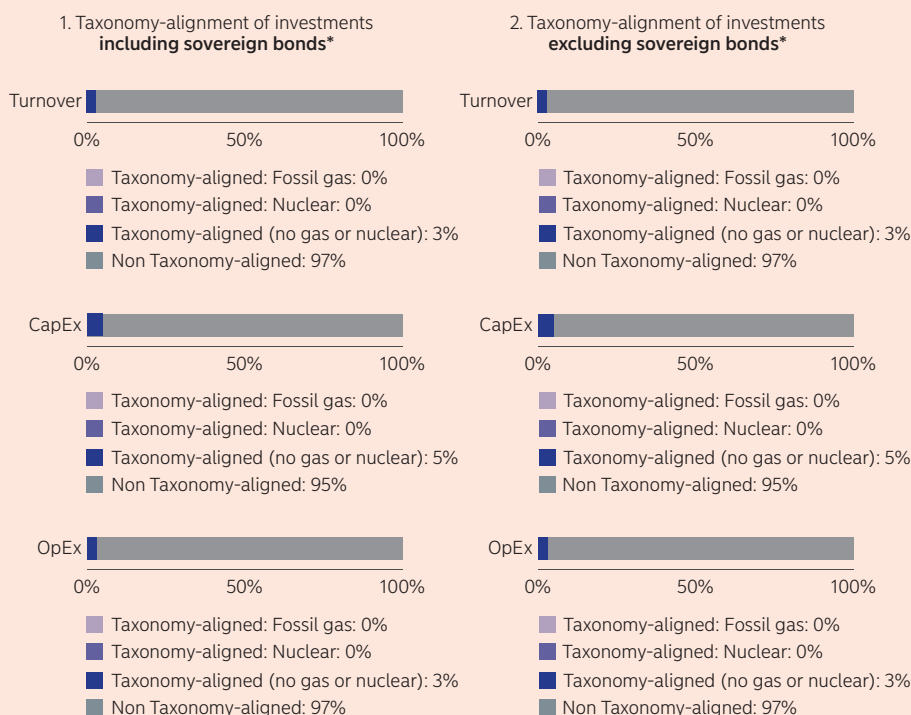 1. Taxonomy-alignment of investments
including sovereign bonds*
Turnover
0% 50% 100%
Taxonomy-aligned: Fossil gas: 0%
Taxonomy-aligned: Nuclear: 0%
Taxonomy-aligned (no gas or nuclear): 3%
Non Taxonomy-aligned: 97%
CapEx
0% 50% 100%
Taxonomy-aligned: Fossil gas: 0%
Taxonomy-aligned: Nuclear: 0%
Taxonomy-aligned (no gas or nuclear): 5%
Non Taxonomy-aligned: 95%
OpEx
0% 50% 100%
Taxonomy-aligned: Fossil gas: 0%
Taxonomy-aligned: Nuclear: 0%
Taxonomy-aligned (no gas or nuclear): 3%
Non Taxonomy-aligned: 97%
2. Taxonomy-alignment of investments
excluding sovereign bonds*
Turnover
0% 50% 100%
Taxonomy-aligned: Fossil gas: 0%
Taxonomy-aligned: Nuclear: 0%
Taxonomy-aligned (no gas or nuclear): 3%
Non Taxonomy-aligned: 97%
CapEx
0% 50% 100%
Taxonomy-aligned: Fossil gas: 0%
Taxonomy-aligned: Nuclear: 0%
Taxonomy-aligned (no gas or nuclear): 5%
Non Taxonomy-aligned: 95%
OpEx
0% 50% 100%
Taxonomy-aligned: Fossil gas: 0%
Taxonomy-aligned: Nuclear: 0%
Taxonomy-aligned (no gas or nuclear): 3%
Non Taxonomy-aligned: 97%